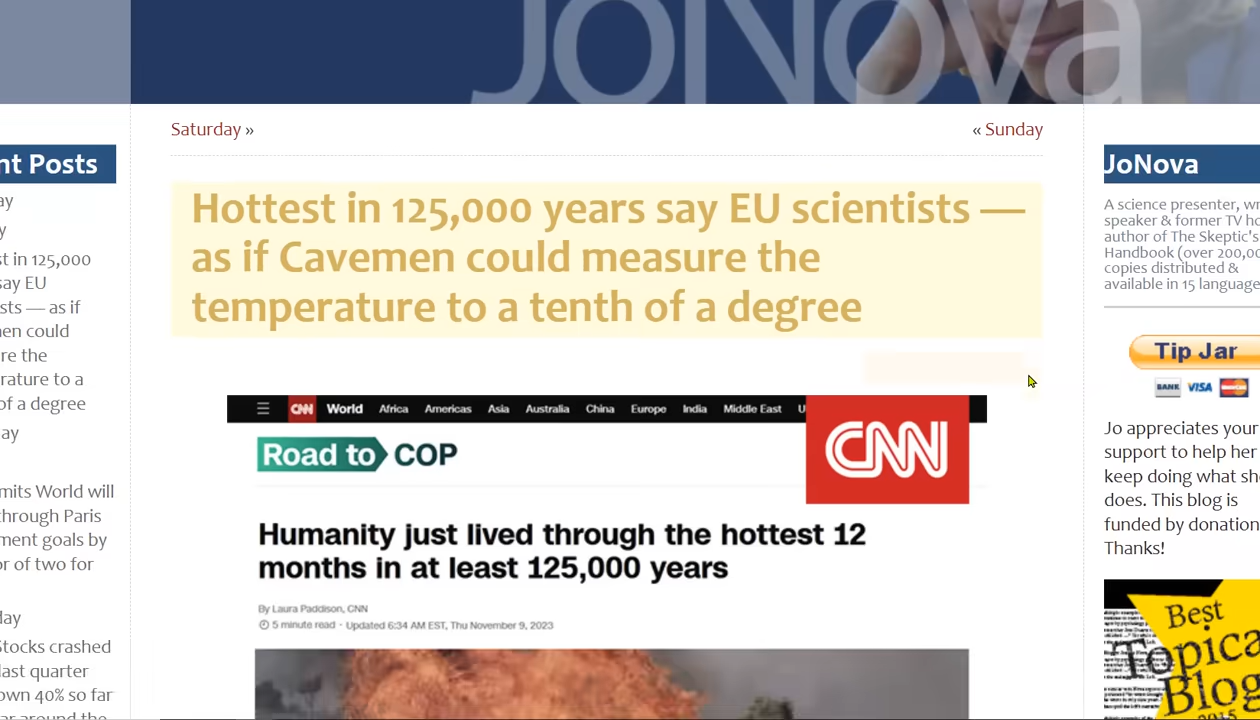 JoNova
Saturday »
« Sunday
nt Posts
ay
y
st in 125,000
say EU
sts — as if
men could
re the
rature to a
of a degree
ay
mits World will
through Paris
ment goals by
or of two for
day
Stocks crashed
last quarter
own 40% so far
ar around the
Hottest in 125,000 years say EU scientists —
as if Cavemen could measure the
temperature to a tenth of a degree
CNN World Africa Americas Asia Australia China Europe India Middle East U
CNN
Road to COP
Humanity just lived through the hottest 12
months in at least 125,000 years
By Laura Paddison, CNN
5 minute read · Updated 6:34 AM EST, Thu November 9, 2023
JoNova
A science presenter, wr
speaker & former TV ho
author of The Skeptic's
Handbook (over 200,00
copies distributed &
available in 15 language
Tip Jar
BANK VISA
Jo appreciates your
support to help her
keep doing what sh
does. This blog is
funded by donation
Thanks!
Best
Topica
Blog
2015